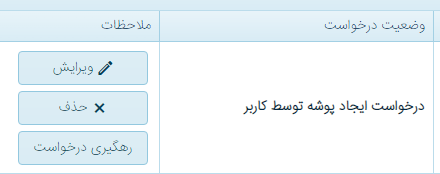 وضعیت درخواست
ملاحظات
درخواست ایجاد پوشه توسط کاربر
ویرایش
حذف
رهگیری درخواست